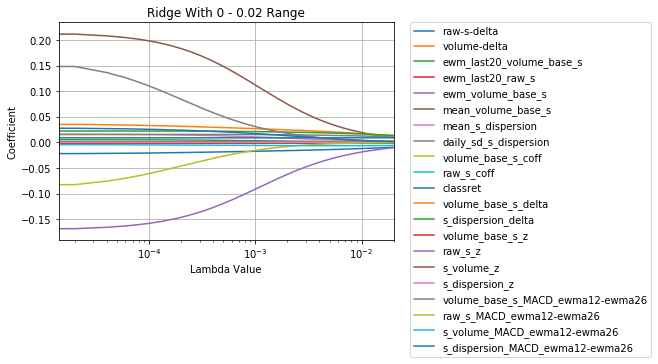 Ridge With 0 - 0.02 Range
0.20
0.15
0.10
0.05
0.00
−0.05
−0.10
−0.15
Coefficient
10⁻⁴
10⁻³
10⁻²
Lambda Value
raw-s-delta
volume-delta
ewm_last20_volume_base_s
ewm_last20_raw_s
ewm_volume_base_s
mean_volume_base_s
mean_s_dispersion
daily_sd_s_dispersion
volume_base_s_coff
raw_s_coff
classret
volume_base_s_delta
s_dispersion_delta
volume_base_s_z
raw_s_z
s_volume_z
s_dispersion_z
volume_base_s_MACD_ewma12-ewma26
raw_s_MACD_ewma12-ewma26
s_volume_MACD_ewma12-ewma26
s_dispersion_MACD_ewma12-ewma26